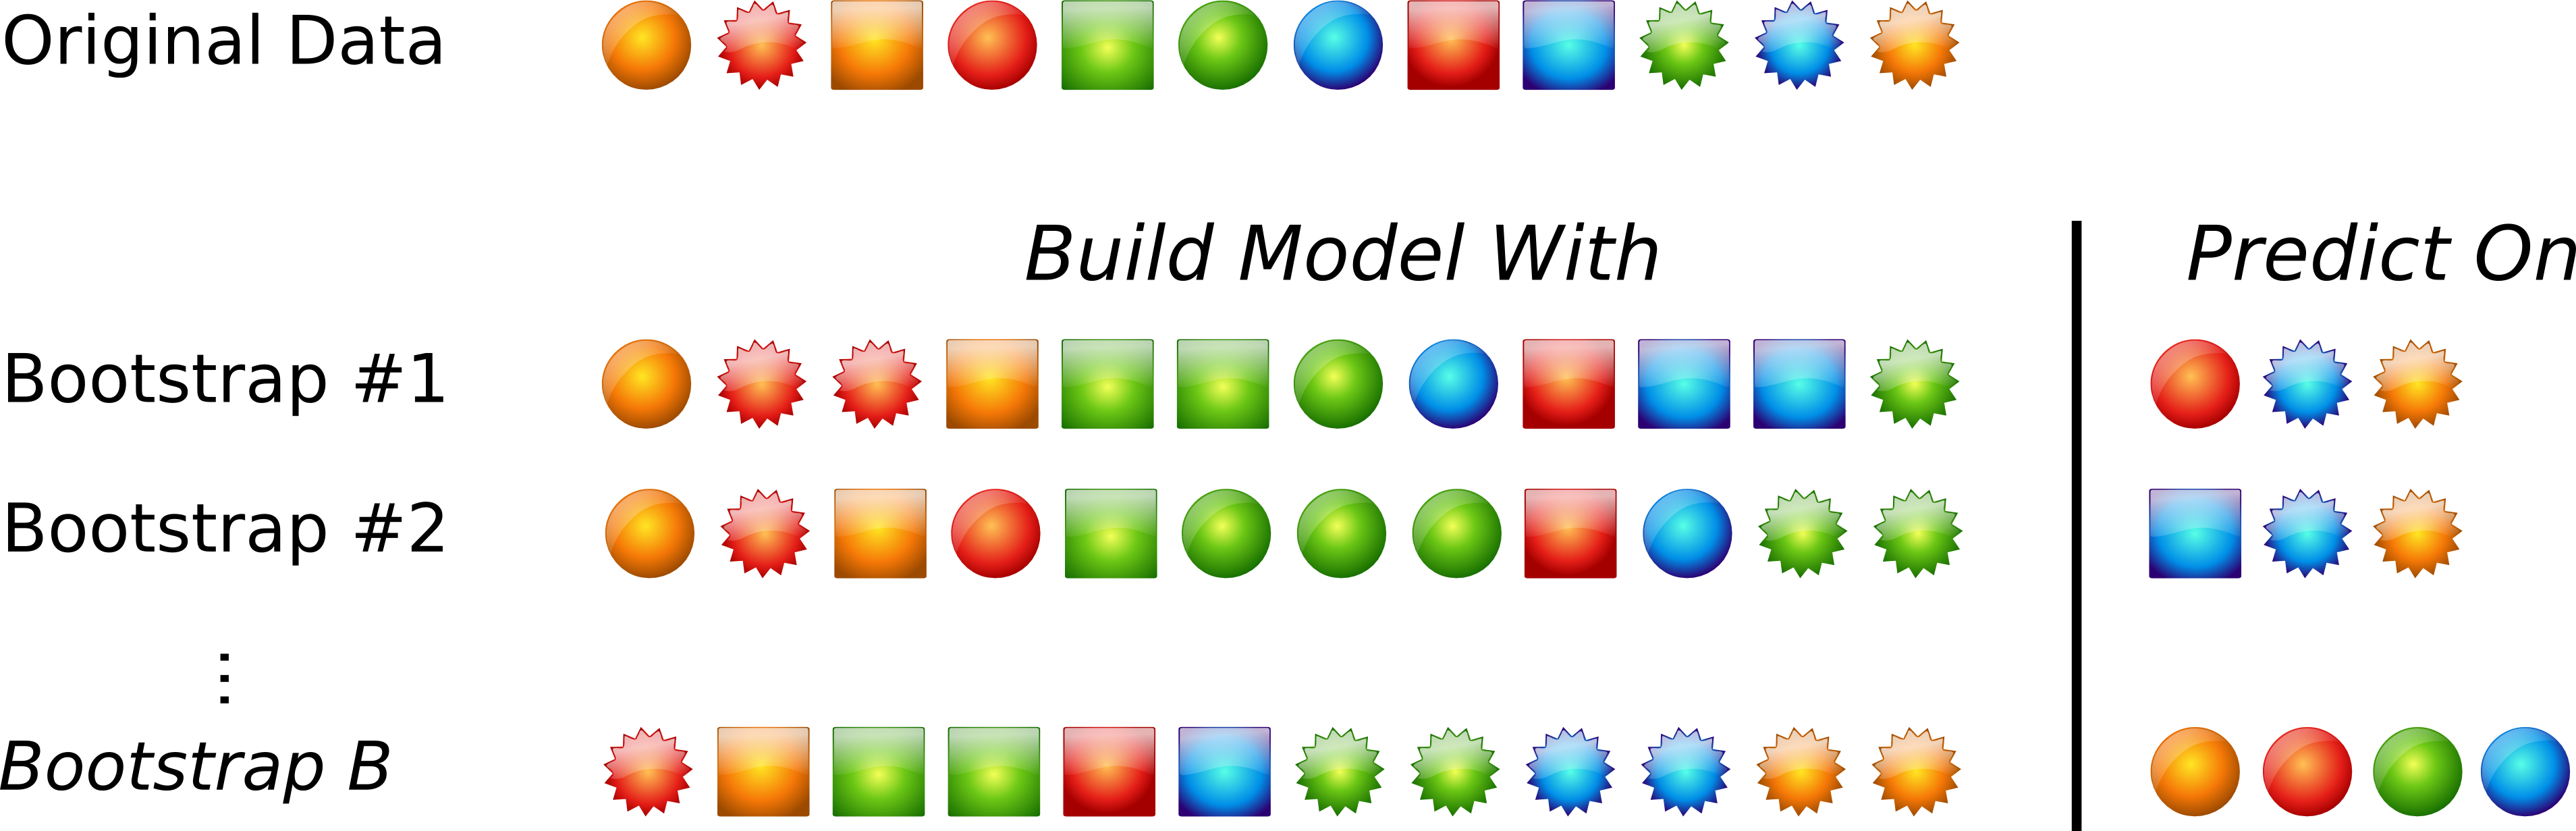 Original Data
Build Model With
Predict On
Bootstrap #1
Bootstrap #2
⋮
Bootstrap B